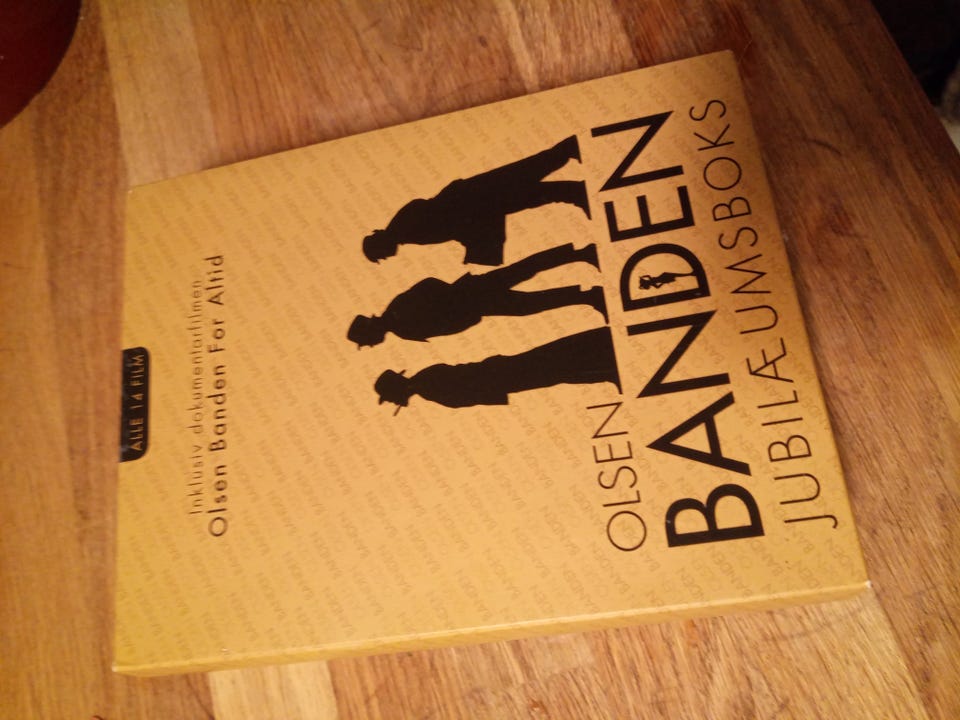 ALLE 14 FILM
Inklusiv dokumentarfilmen
Olsen Banden For Altid
OLSEN
BANDEN
JUBILÆUMSBOKS